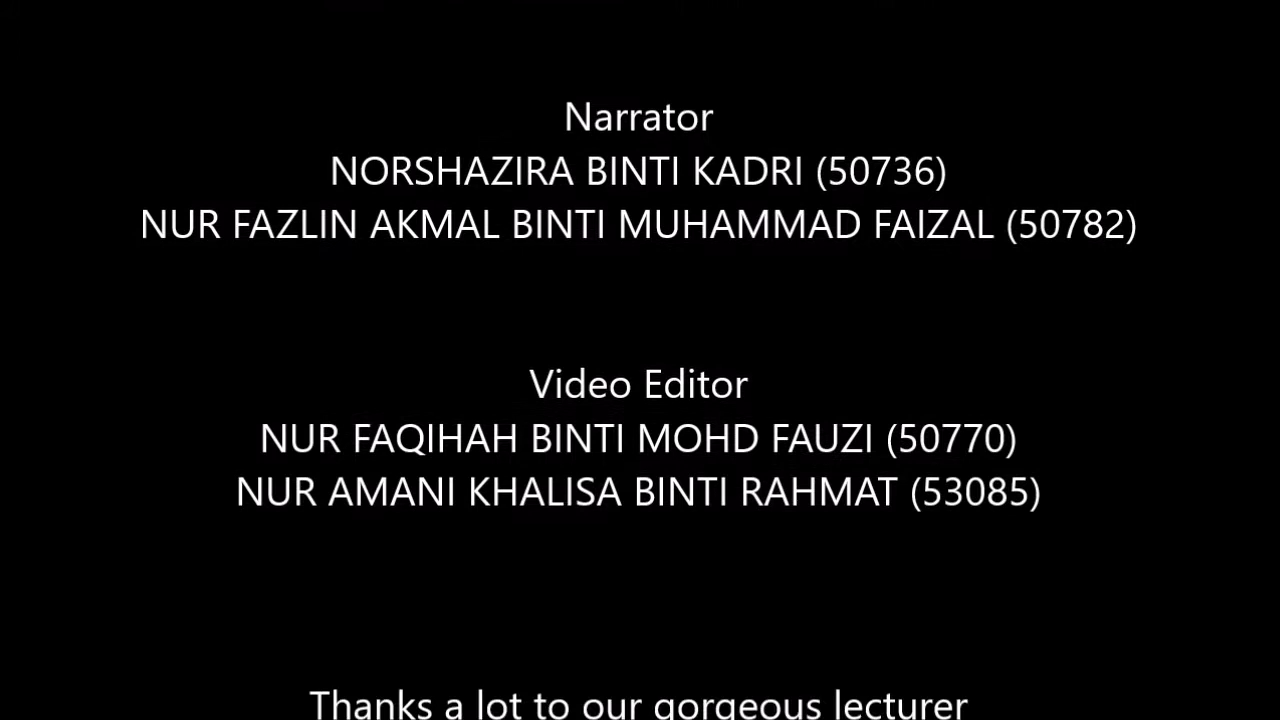 Narrator
NORSHAZIRA BINTI KADRI (50736)
NUR FAZLIN AKMAL BINTI MUHAMMAD FAIZAL (50782)
Video Editor
NUR FAQIHAH BINTI MOHD FAUZI (50770)
NUR AMANI KHALISA BINTI RAHMAT (53085)
Thanks a lot to our gorgeous lecturer